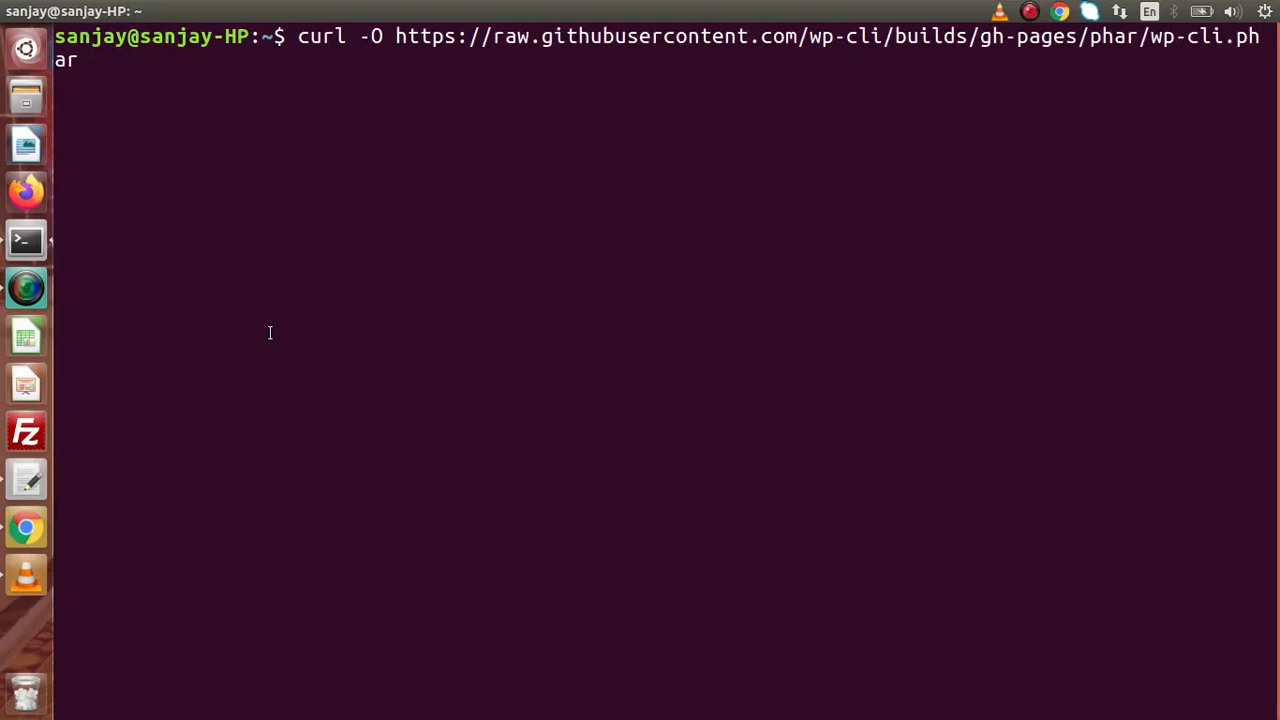 sanjay@sanjay-HP: ~
En
sanjay@sanjay-HP:~$ curl -O https://raw.githubusercontent.com/wp-cli/builds/gh-pages/phar/wp-cli.ph
ar
>_
Fz